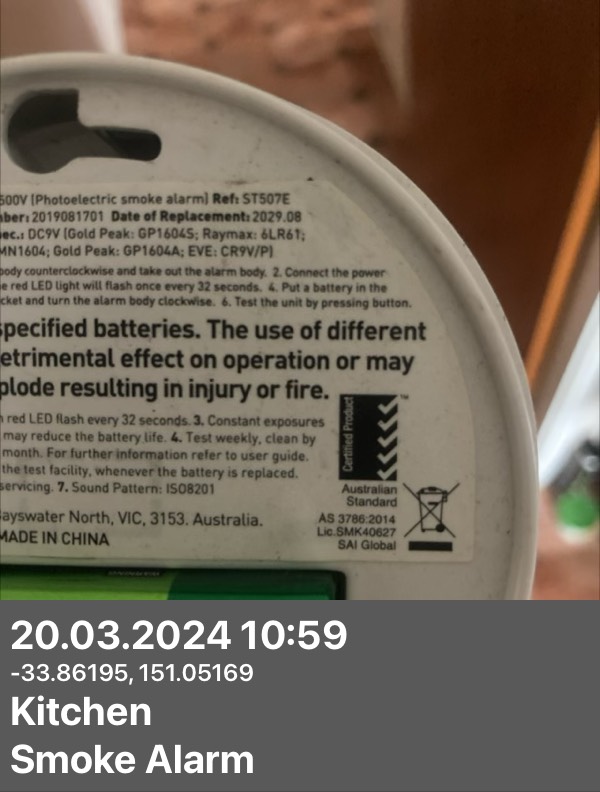 500V (Photoelectric smoke alarm) Ref: ST507E
ber: 2019081701 Date of Replacement: 2029.08
ec.: DC9V (Gold Peak: GP1604S; Raymax: 6LR61;
MN1604; Gold Peak: GP1604A; EVE: CR9V/P)
body counterclockwise and take out the alarm body. 2. Connect the power
e red LED light will flash once every 32 seconds. 4. Put a battery in the
cket and turn the alarm body clockwise. 6. Test the unit by pressing button.
specified batteries. The use of different
etrimental effect on operation or may
plode resulting in injury or fire.
red LED flash every 32 seconds. 3. Constant exposures
may reduce the battery life. 4. Test weekly, clean by
month. For further information refer to user guide.
the test facility, whenever the battery is replaced.
servicing. 7. Sound Pattern: ISO8201
Bayswater North, VIC, 3153. Australia.
MADE IN CHINA
Certified Product
TM
Australian
Standard
AS 3786:2014
Lic.SMK40627
SAI Global
20.03.2024 10:59
-33.86195, 151.05169
Kitchen
Smoke Alarm